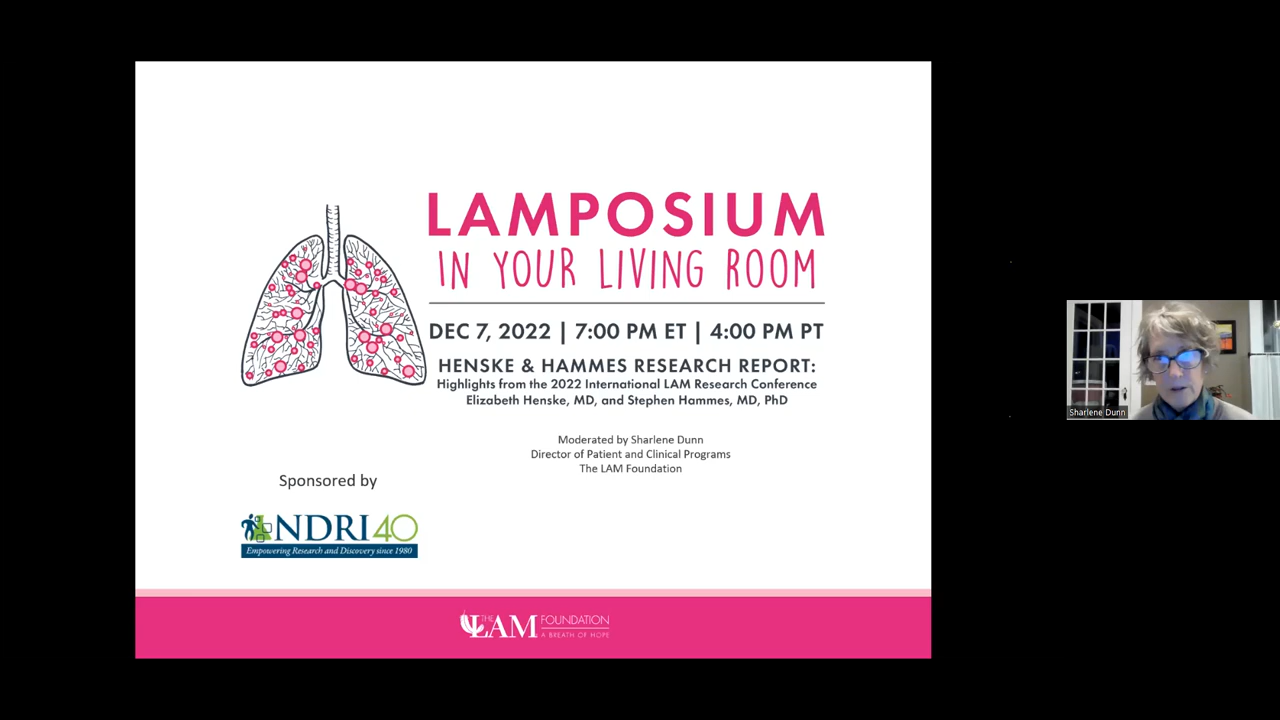 LAMPOSIUM
IN YOUR LIVING ROOM
DEC 7, 2022 | 7:00 PM ET | 4:00 PM PT
HENSKE & HAMMES RESEARCH REPORT:
Highlights from the 2022 International LAM Research Conference
Elizabeth Henske, MD, and Stephen Hammes, MD, PhD
Moderated by Sharlene Dunn
Director of Patient and Clinical Programs
The LAM Foundation
Sponsored by
NDRI40
Empowering Research and Discovery since 1980
THE LAM FOUNDATION
A BREATH OF HOPE
Sharlene Dunn